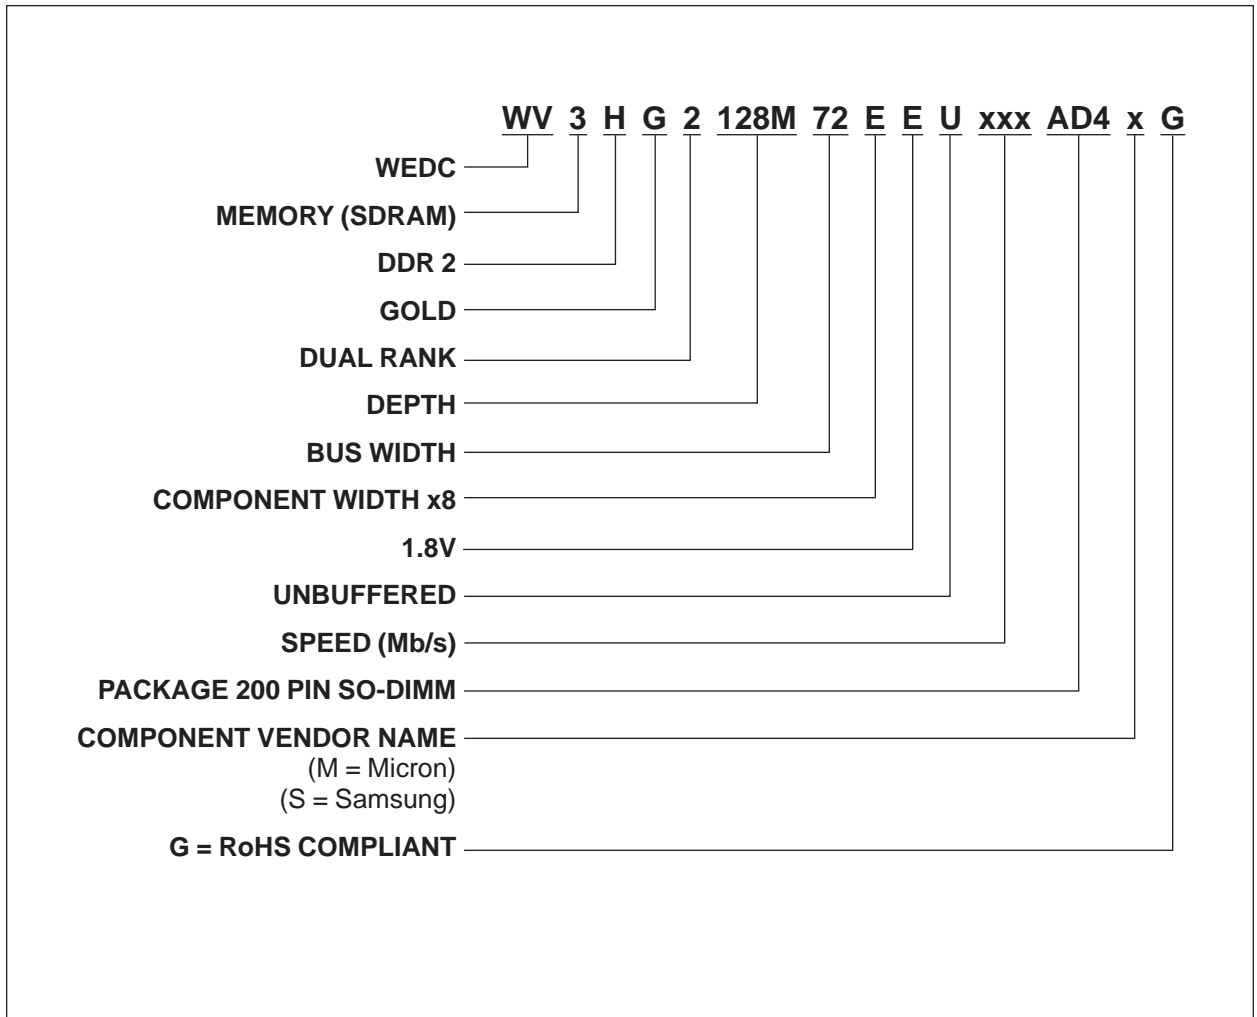 WV 3 H G 2 128M 72 E E U xxx AD4 x G
WEDC
MEMORY (SDRAM)
DDR 2
GOLD
DUAL RANK
DEPTH
BUS WIDTH
COMPONENT WIDTH x8
1.8V
UNBUFFERED
SPEED (Mb/s)
PACKAGE 200 PIN SO-DIMM
COMPONENT VENDOR NAME
(M = Micron)
(S = Samsung)
G = RoHS COMPLIANT